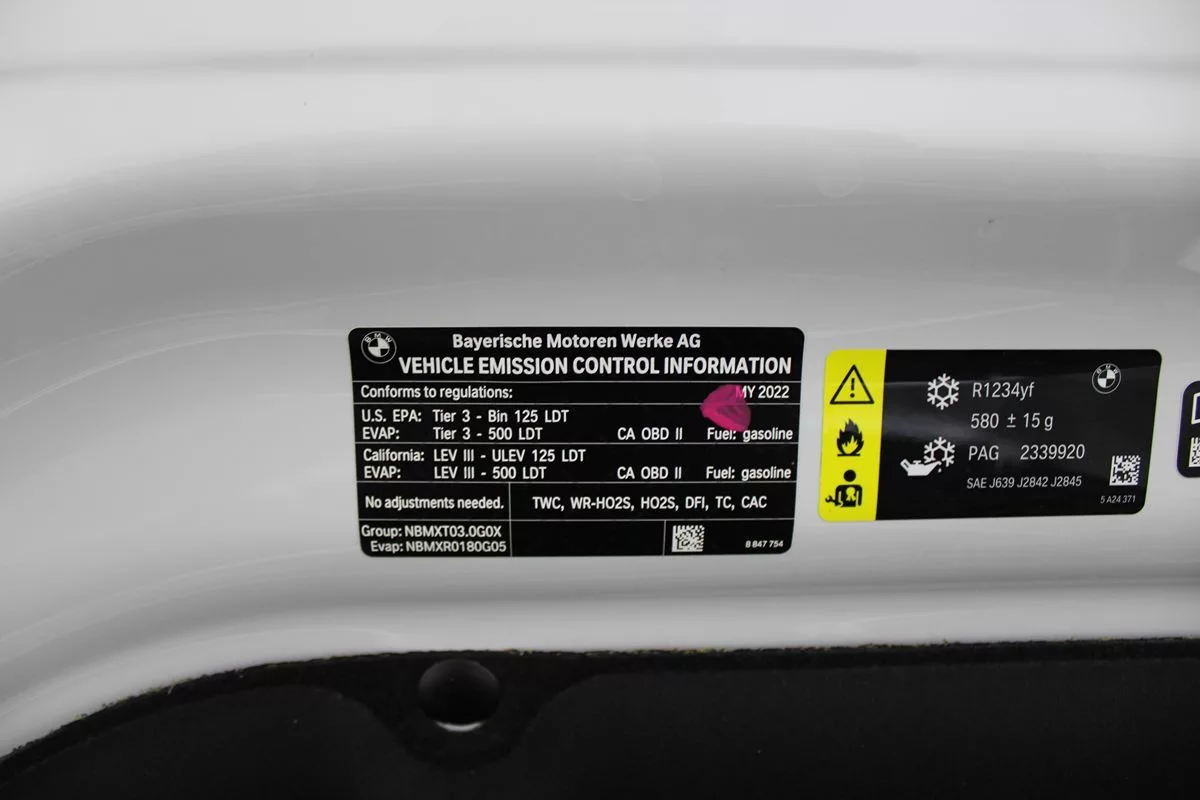 BMW
Bayerische Motoren Werke AG
VEHICLE EMISSION CONTROL INFORMATION
Conforms to regulations: MY 2022
U.S. EPA: Tier 3 - Bin 125 LDT
EVAP: Tier 3 - 500 LDT CA OBD II Fuel: gasoline
California: LEV III - ULEV 125 LDT
EVAP: LEV III - 500 LDT CA OBD II Fuel: gasoline
No adjustments needed. TWC, WR-HO2S, HO2S, DFI, TC, CAC
Group: NBMXT03.0G0X
Evap: NBMXR0180G05
8 847 754
BMW
R1234yf
580 ± 15 g
PAG 2339920
SAE J639 J2842 J2845
5 A24 371